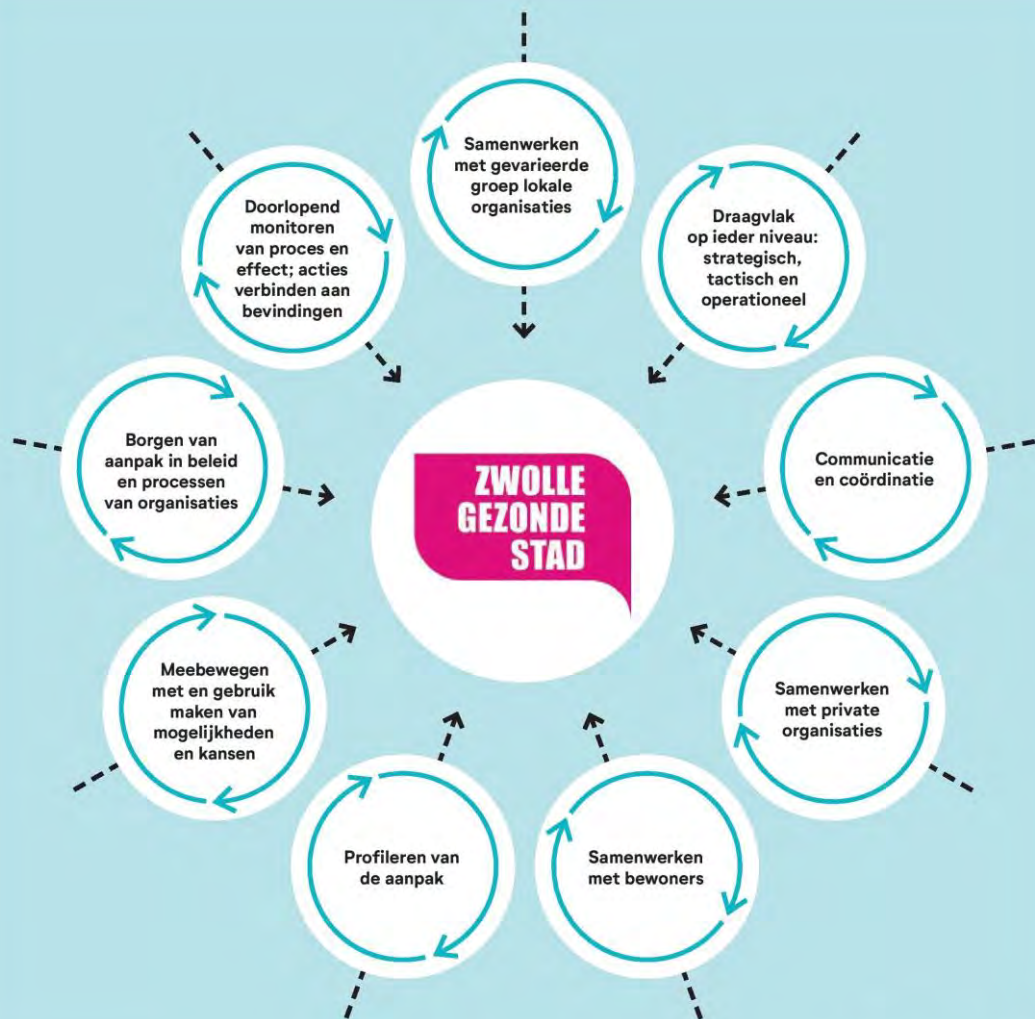 Samenwerken
met gevarieerde
groep lokale
organisaties
Draagvlak
op ieder niveau:
strategisch,
tactisch en
operationeel
Communicatie
en coördinatie
Samenwerken
met private
organisaties
Samenwerken
met bewoners
Profileren van
de aanpak
Meebewegen
met en gebruik
maken van
mogelijkheden
en kansen
Borgen van
aanpak in beleid
en processen
van organisaties
Doorlopend
monitoren
van proces en
effect; acties
verbinden aan
bevindingen
ZWOLLE
GEZONDE
STAD